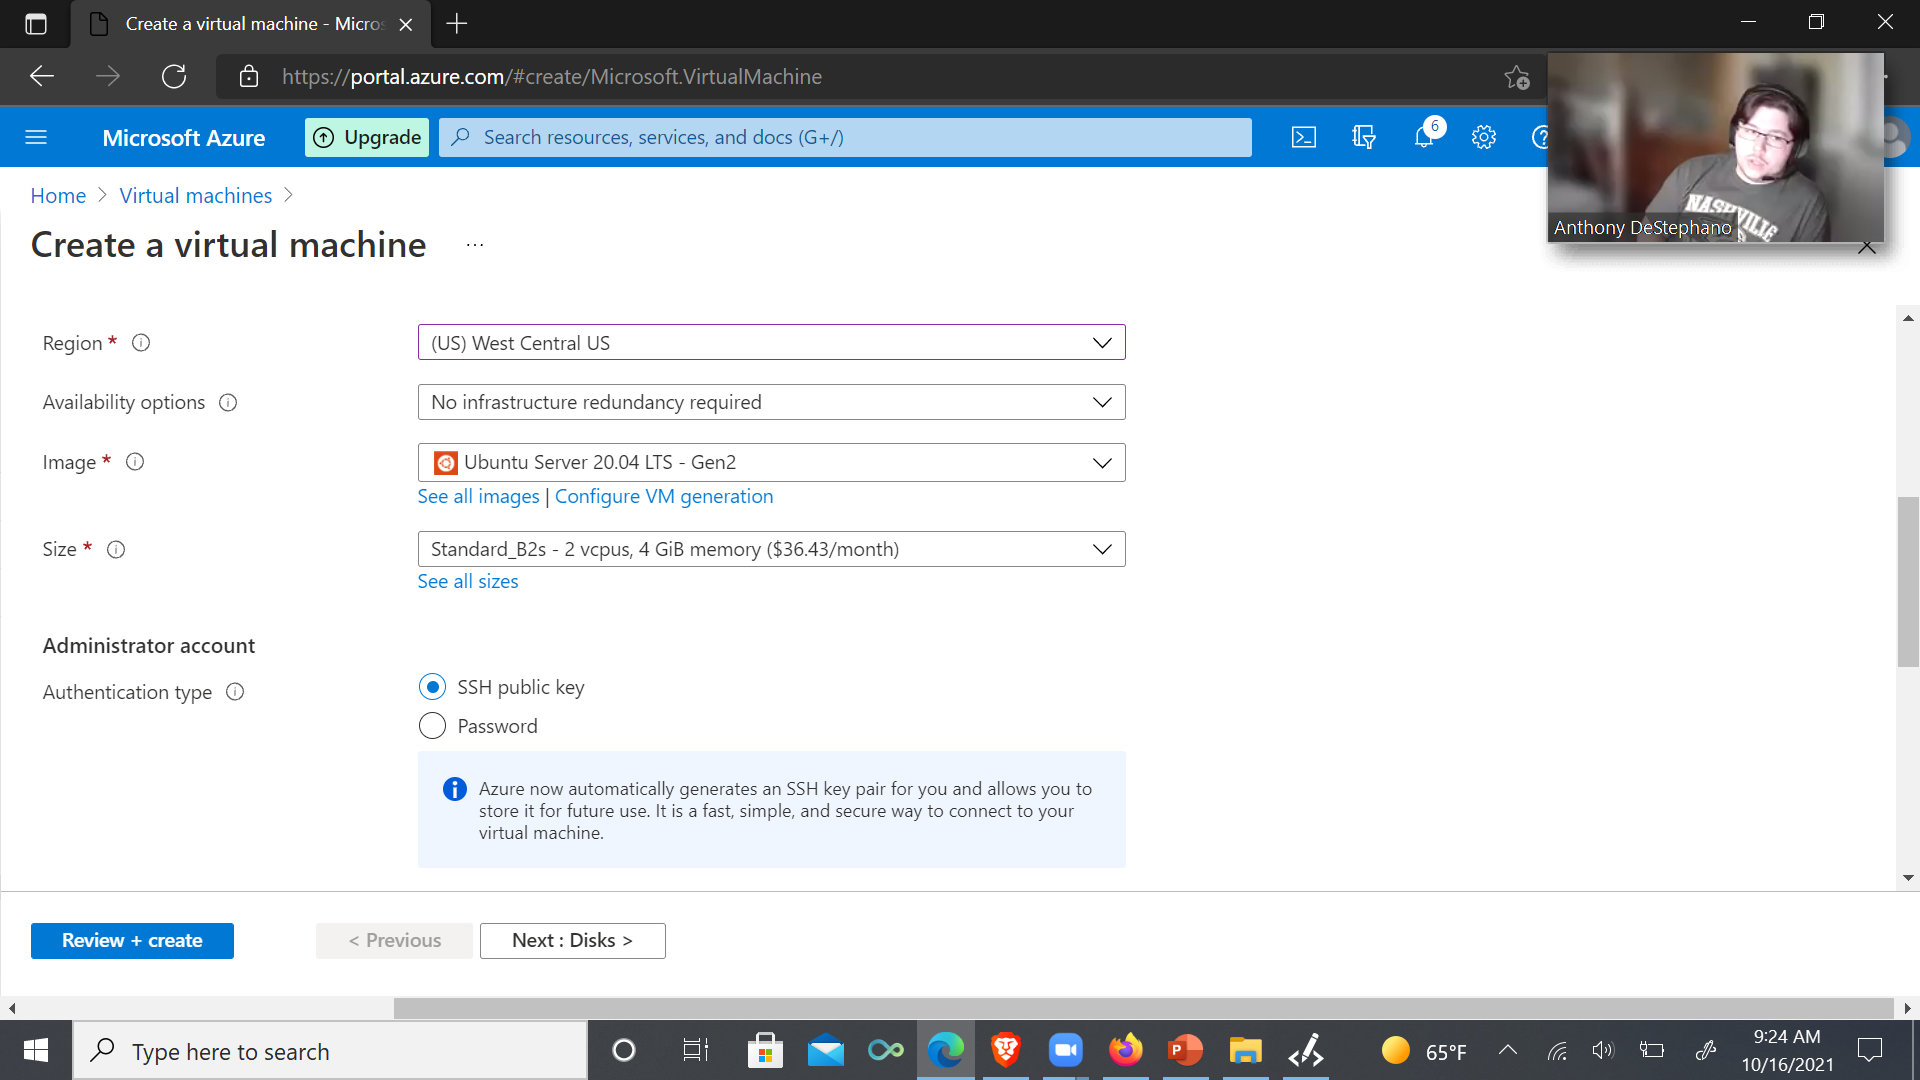 Create a virtual machine - Micros
https://portal.azure.com/#create/Microsoft.VirtualMachine
Microsoft Azure
Upgrade
Search resources, services, and docs (G+/)
6
NASHVILLE
Anthony DeStephano
Home > Virtual machines >
Create a virtual machine ...
Region *
(US) West Central US
Availability options
No infrastructure redundancy required
Image *
Ubuntu Server 20.04 LTS - Gen2
See all images | Configure VM generation
Size *
Standard_B2s - 2 vcpus, 4 GiB memory ($36.43/month)
See all sizes
Administrator account
Authentication type
SSH public key
Password
Azure now automatically generates an SSH key pair for you and allows you to
store it for future use. It is a fast, simple, and secure way to connect to your
virtual machine.
Review + create
< Previous
Next : Disks >
Type here to search
65°F
9:24 AM
10/16/2021